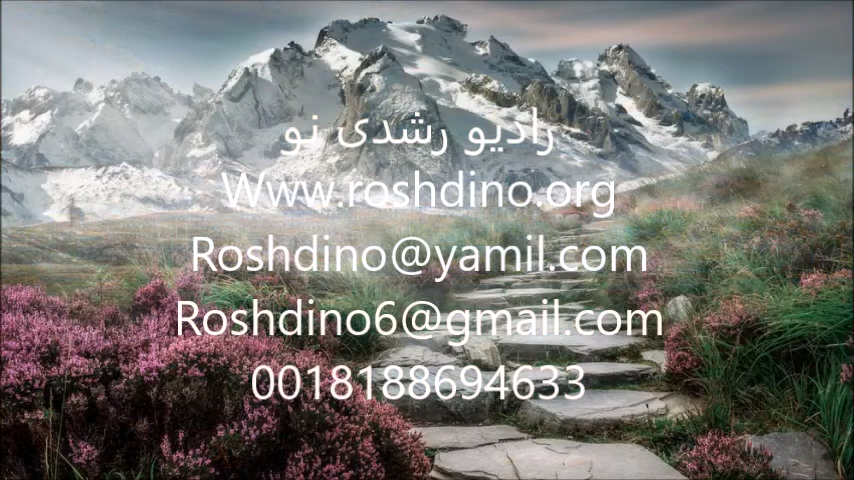 رادیو رشدی نو
Www.roshdino.org
Roshdino@yamil.com
Roshdino6@gmail.com
0018188694633